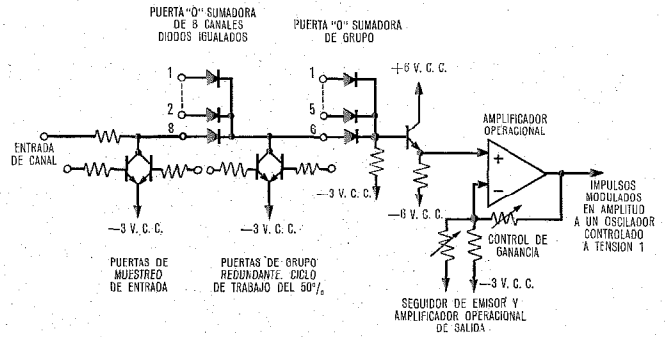 PUERTA "O" SUMADORA
DE 8 CANALES
DIODOS IGUALADOS
PUERTA "O" SUMADORA
DE GRUPO
1
2
8
1
5
6
+6 V. C. C.
AMPLIFICADOR
OPERACIONAL
+
−
ENTRADA
DE CANAL
—3 V. C. C.
—3 V. C. C.
—3 V. C. C.
—6 V. C. C.
—3 V. C. C.
IMPULSOS
MODULADOS
EN AMPLITUD
A UN OSCILADOR
CONTROLADO
A TENSION 1
CONTROL DE
GANANCIA
PUERTAS DE
MUESTREO
DE ENTRADA
PUERTAS DE GRUPO
REDUNDANTE. CICLO
DE TRABAJO DEL 50%
SEGUIDOR DE EMISOR Y
AMPLIFICADOR OPERACIONAL
DE SALIDA